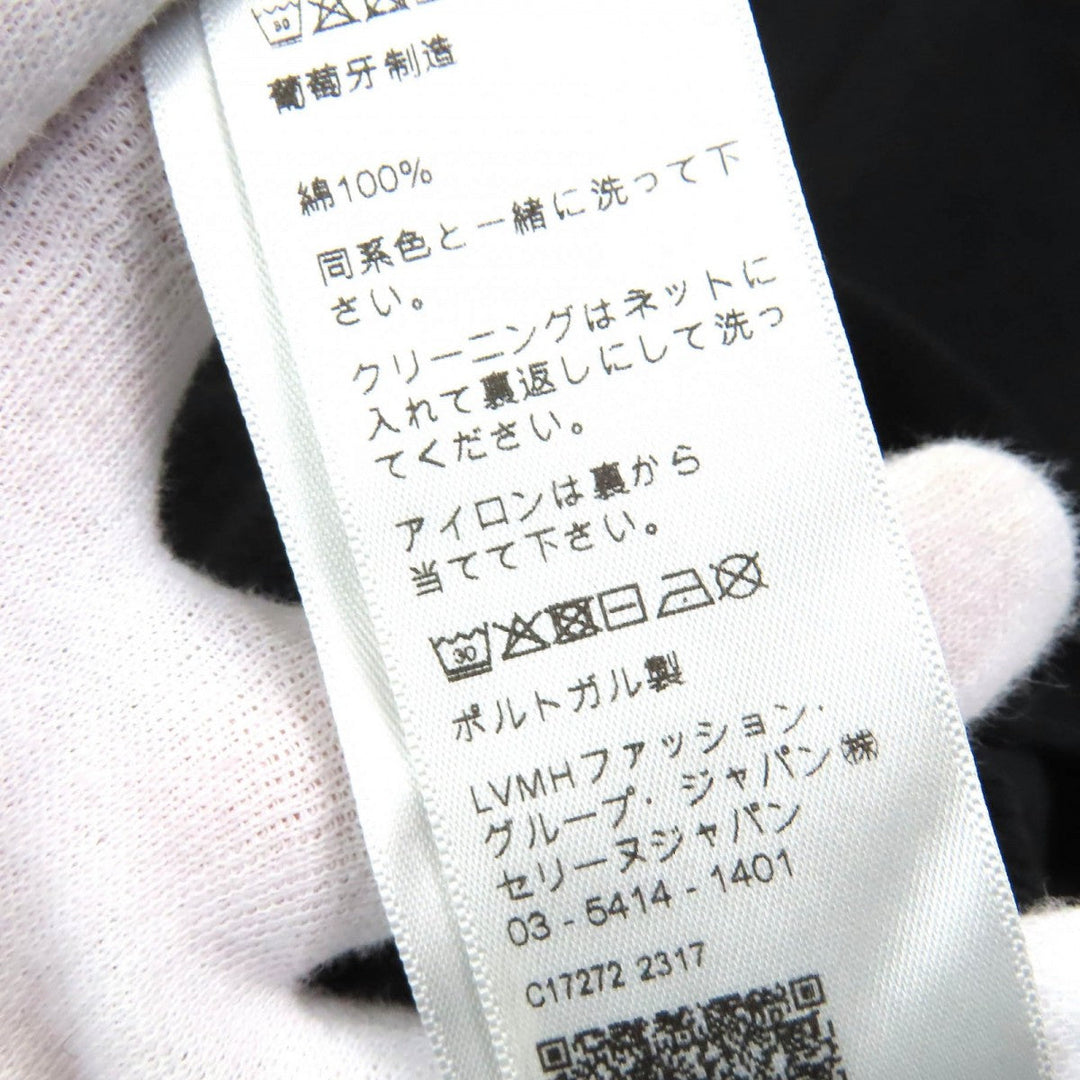 葡萄牙制造
綿100%
同系色と一緒に洗って下
さい。
クリーニングはネットに
入れて裏返しにして洗っ
てください。
アイロンは裏から
当てて下さい。
30
ポルトガル製
LVMHファッション・
グループ・ジャパン㈱
セリーヌジャパン
03 - 5414 - 1401
C17272 2317